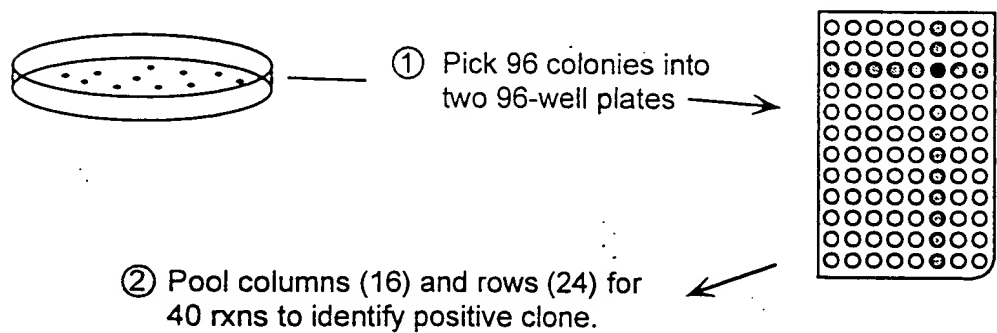 ① Pick 96 colonies into
two 96-well plates
② Pool columns (16) and rows (24) for
40 rxns to identify positive clone.